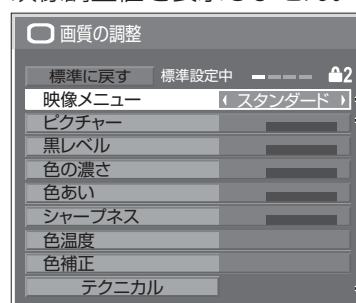 画質の調整
標準に戻す 標準設定中 2
映像メニュー スタンダード
ピクチャー
黒レベル
色の濃さ
色あい
シャープネス
色温度
色補正
テクニカル